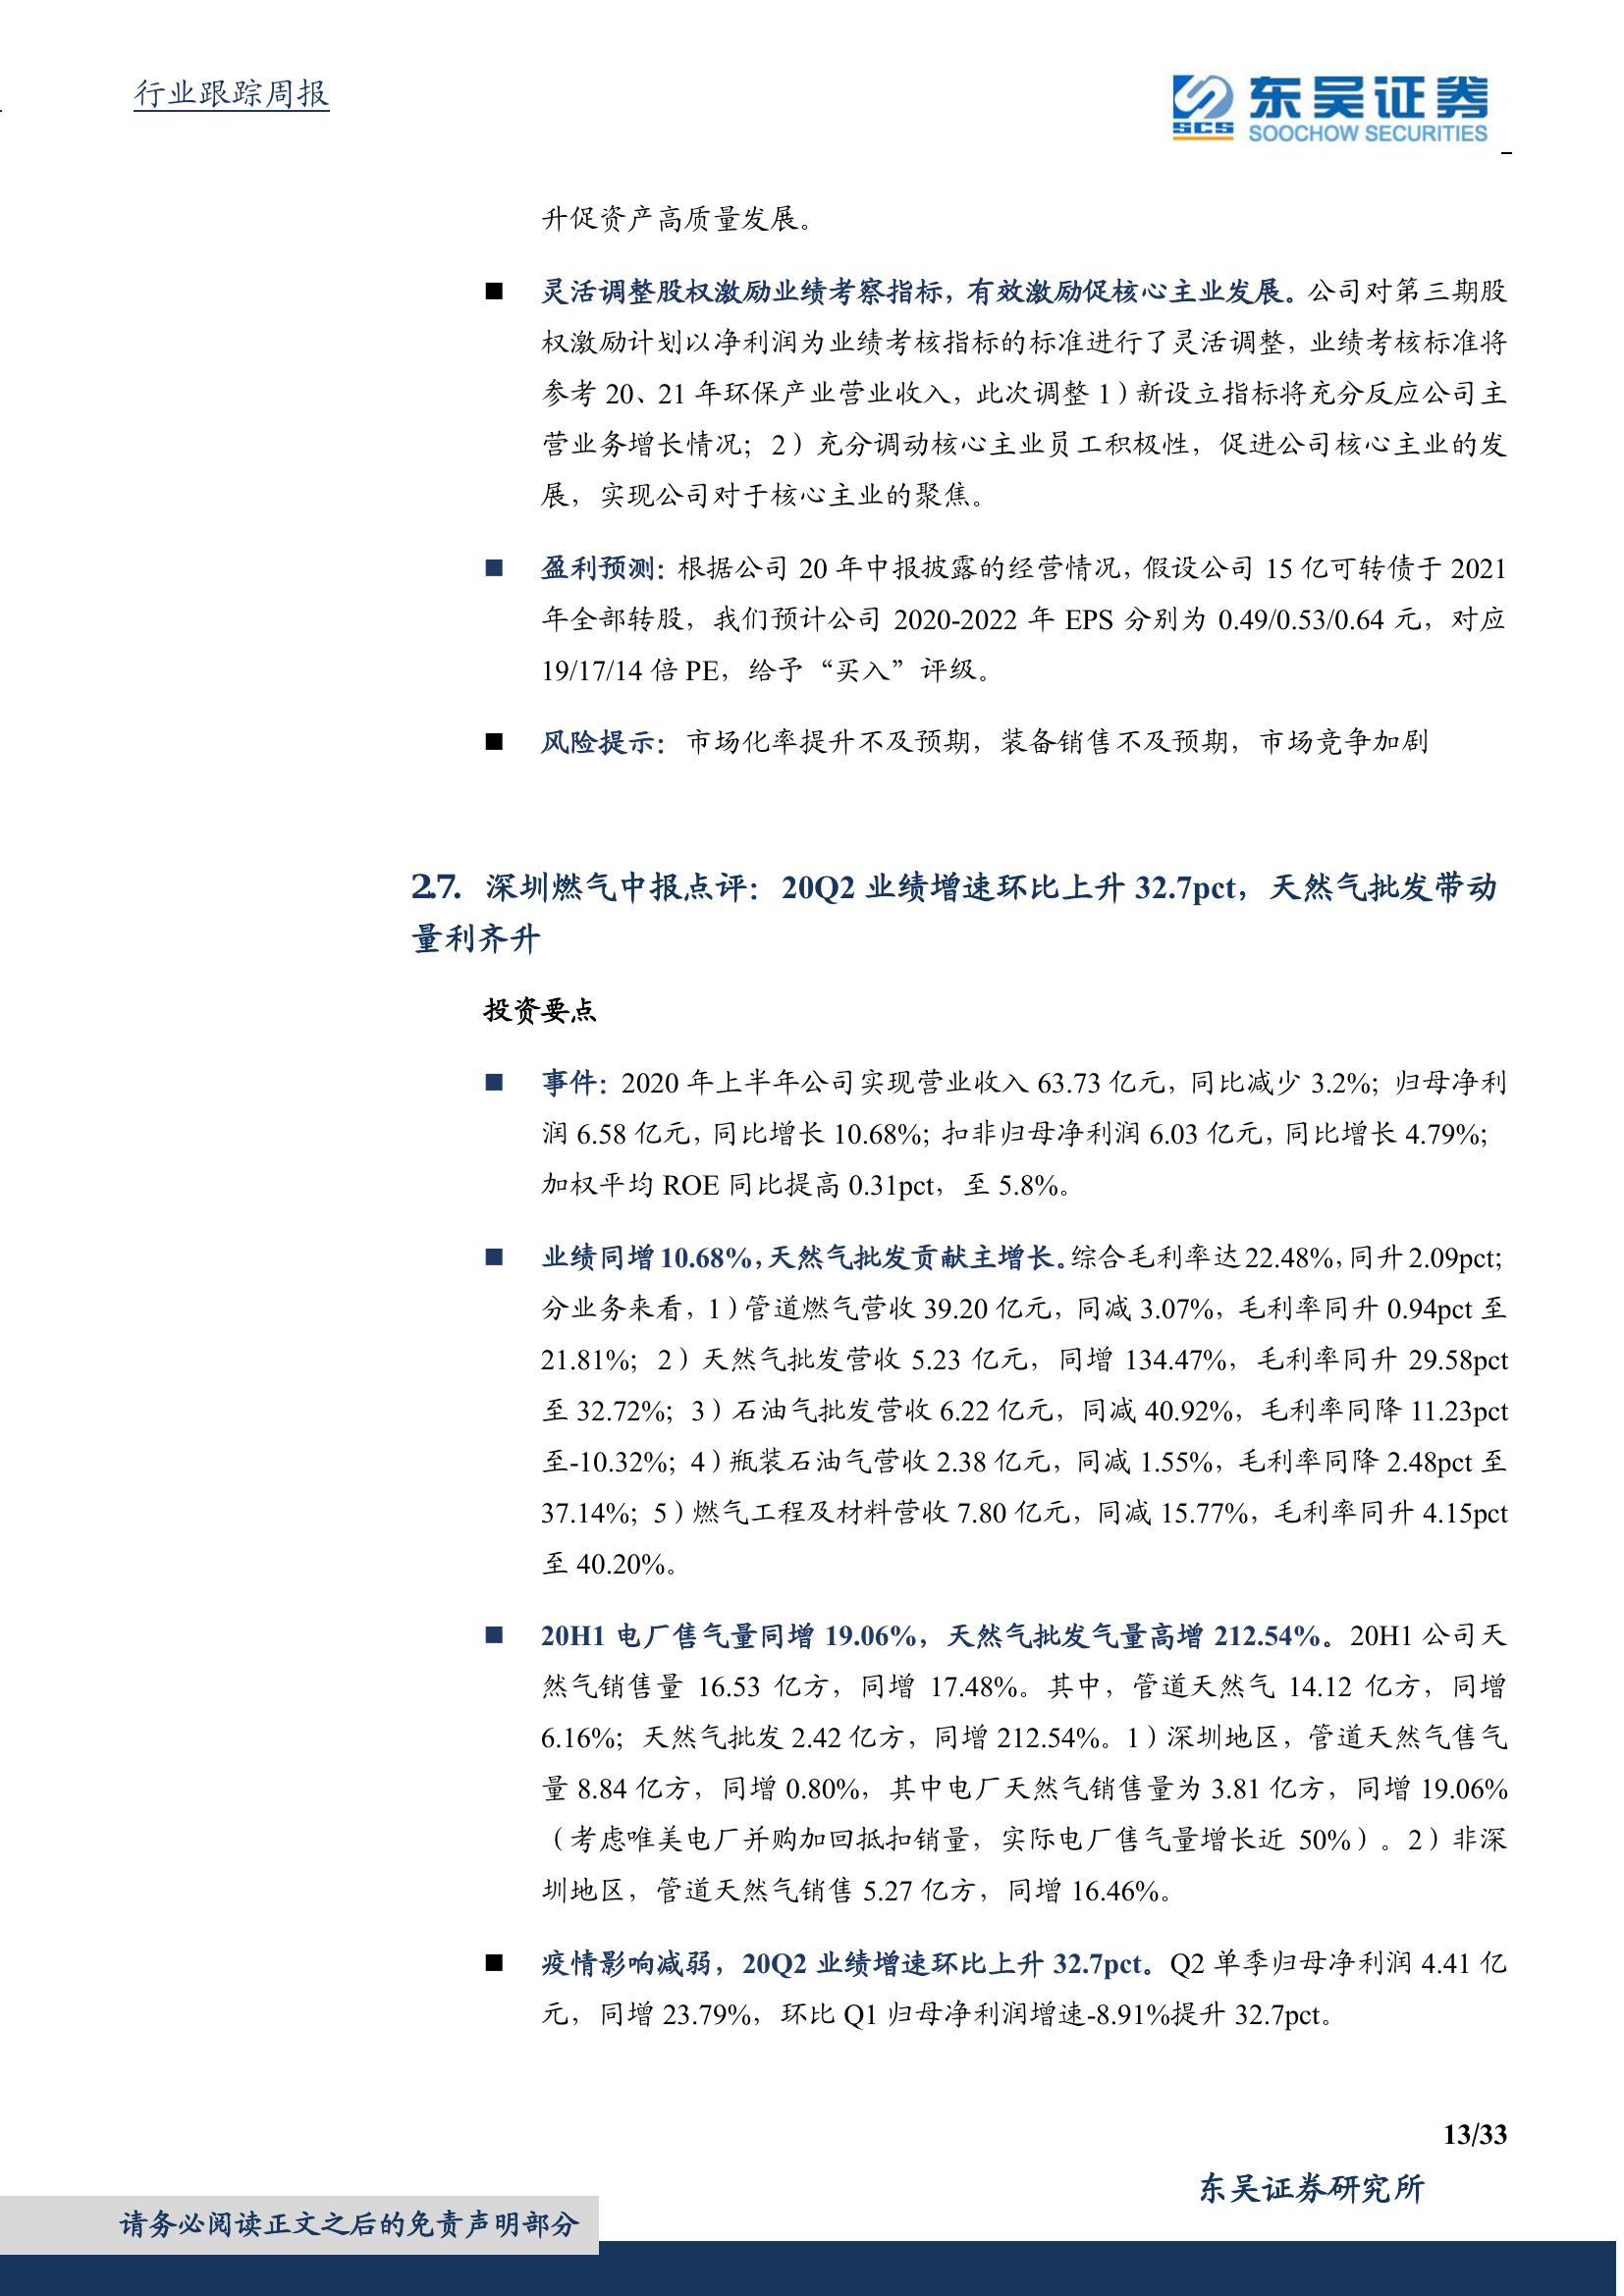 行业跟踪周报
东吴证券
SCS
SOOCHOW SECURITIES
升促资产高质量发展。
■ 灵活调整股权激励业绩考察指标，有效激励促核心主业发展。公司对第三期股
权激励计划以净利润为业绩考核指标的标准进行了灵活调整，业绩考核标准将
参考 20、21 年环保产业营业收入，此次调整 1）新设立指标将充分反应公司主
营业务增长情况；2）充分调动核心主业员工积极性，促进公司核心主业的发
展，实现公司对于核心主业的聚焦。
■ 盈利预测：根据公司 20 年中报披露的经营情况，假设公司 15 亿可转债于 2021
年全部转股，我们预计公司 2020-2022 年 EPS 分别为 0.49/0.53/0.64 元，对应
19/17/14 倍 PE，给予“买入”评级。
■ 风险提示：市场化率提升不及预期，装备销售不及预期，市场竞争加剧
2.7. 深圳燃气中报点评：20Q2 业绩增速环比上升 32.7pct，天然气批发带动
量利齐升
投资要点
■ 事件：2020 年上半年公司实现营业收入 63.73 亿元，同比减少 3.2%；归母净利
润 6.58 亿元，同比增长 10.68%；扣非归母净利润 6.03 亿元，同比增长 4.79%；
加权平均 ROE 同比提高 0.31pct，至 5.8%。
■ 业绩同增 10.68%，天然气批发贡献主增长。综合毛利率达 22.48%，同升 2.09pct；
分业务来看，1）管道燃气营收 39.20 亿元，同减 3.07%，毛利率同升 0.94pct 至
21.81%；2）天然气批发营收 5.23 亿元，同增 134.47%，毛利率同升 29.58pct
至 32.72%；3）石油气批发营收 6.22 亿元，同减 40.92%，毛利率同降 11.23pct
至-10.32%；4）瓶装石油气营收 2.38 亿元，同减 1.55%，毛利率同降 2.48pct 至
37.14%；5）燃气工程及材料营收 7.80 亿元，同减 15.77%，毛利率同升 4.15pct
至 40.20%。
■ 20H1 电厂售气量同增 19.06%，天然气批发气量高增 212.54%。20H1 公司天
然气销售量 16.53 亿方，同增 17.48%。其中，管道天然气 14.12 亿方，同增
6.16%；天然气批发 2.42 亿方，同增 212.54%。1）深圳地区，管道天然气售气
量 8.84 亿方，同增 0.80%，其中电厂天然气销售量为 3.81 亿方，同增 19.06%
（考虑唯美电厂并购加回抵扣销量，实际电厂售气量增长近 50%）。2）非深
圳地区，管道天然气销售 5.27 亿方，同增 16.46%。
■ 疫情影响减弱，20Q2 业绩增速环比上升 32.7pct。Q2 单季归母净利润 4.41 亿
元，同增 23.79%，环比 Q1 归母净利润增速-8.91%提升 32.7pct。
13/33
东吴证券研究所
请务必阅读正文之后的免责声明部分